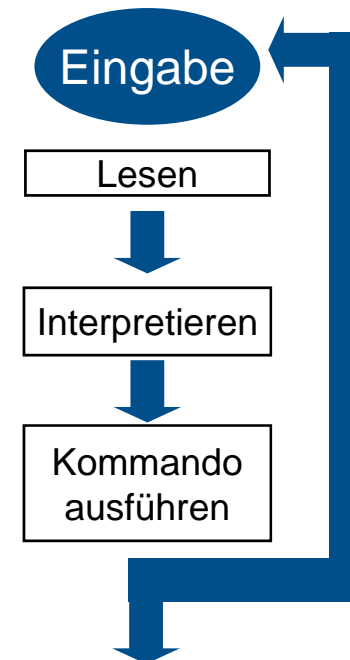 Eingabe
Lesen
Interpretieren
Kommando
ausführen